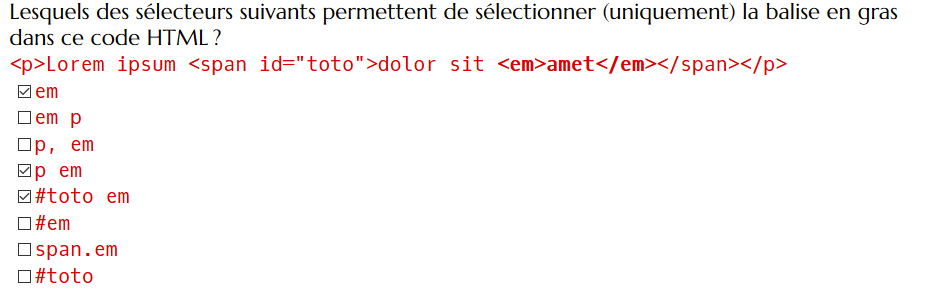 Lesquels des sélecteurs suivants permettent de sélectionner (uniquement) la balise en gras
dans ce code HTML ?
<p>Lorem ipsum <span id="toto">dolor sit <em>amet</em></span></p>
☑ em
☐ em p
☐ p, em
☑ p em
☑ #toto em
☐ #em
☐ span.em
☐ #toto